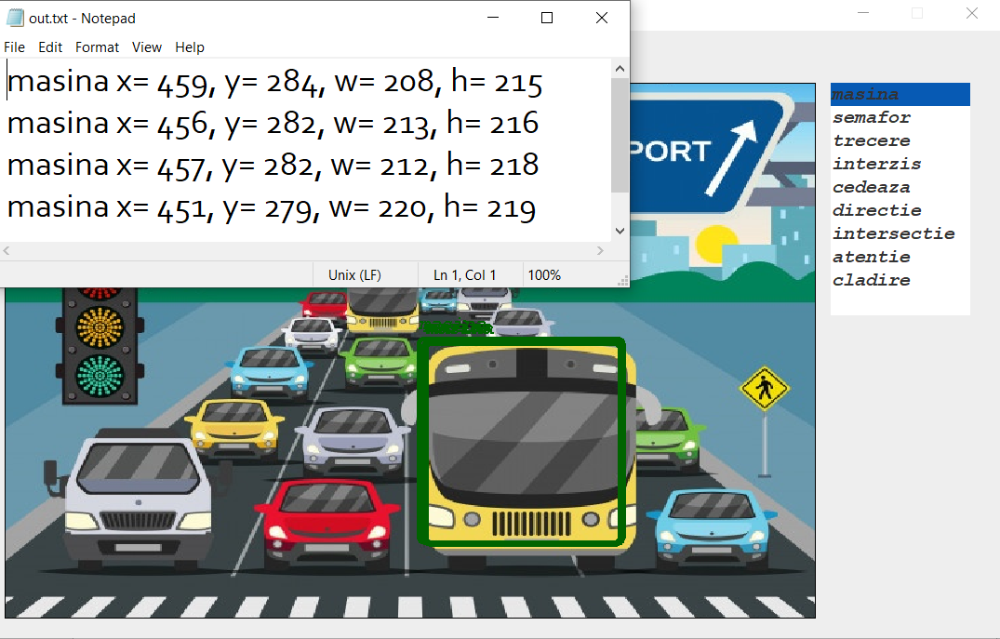 out.txt - Notepad
File Edit Format View Help
masina x= 459, y= 284, w= 208, h= 215
masina x= 456, y= 282, w= 213, h= 216
masina x= 457, y= 282, w= 212, h= 218
masina x= 451, y= 279, w= 220, h= 219
Unix (LF) Ln 1, Col 1 100%
PORT
masina
semafor
trecere
interzis
cedeaza
directie
intersectie
atentie
cladire